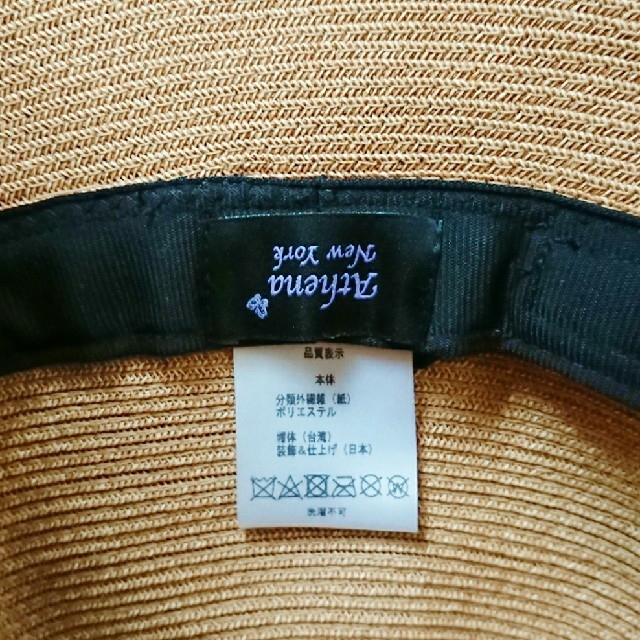 Athena
New York
品質表示
本体
分類外繊維（紙）
ポリエステル
帽体（台湾）
装飾＆仕上げ（日本）
洗濯不可